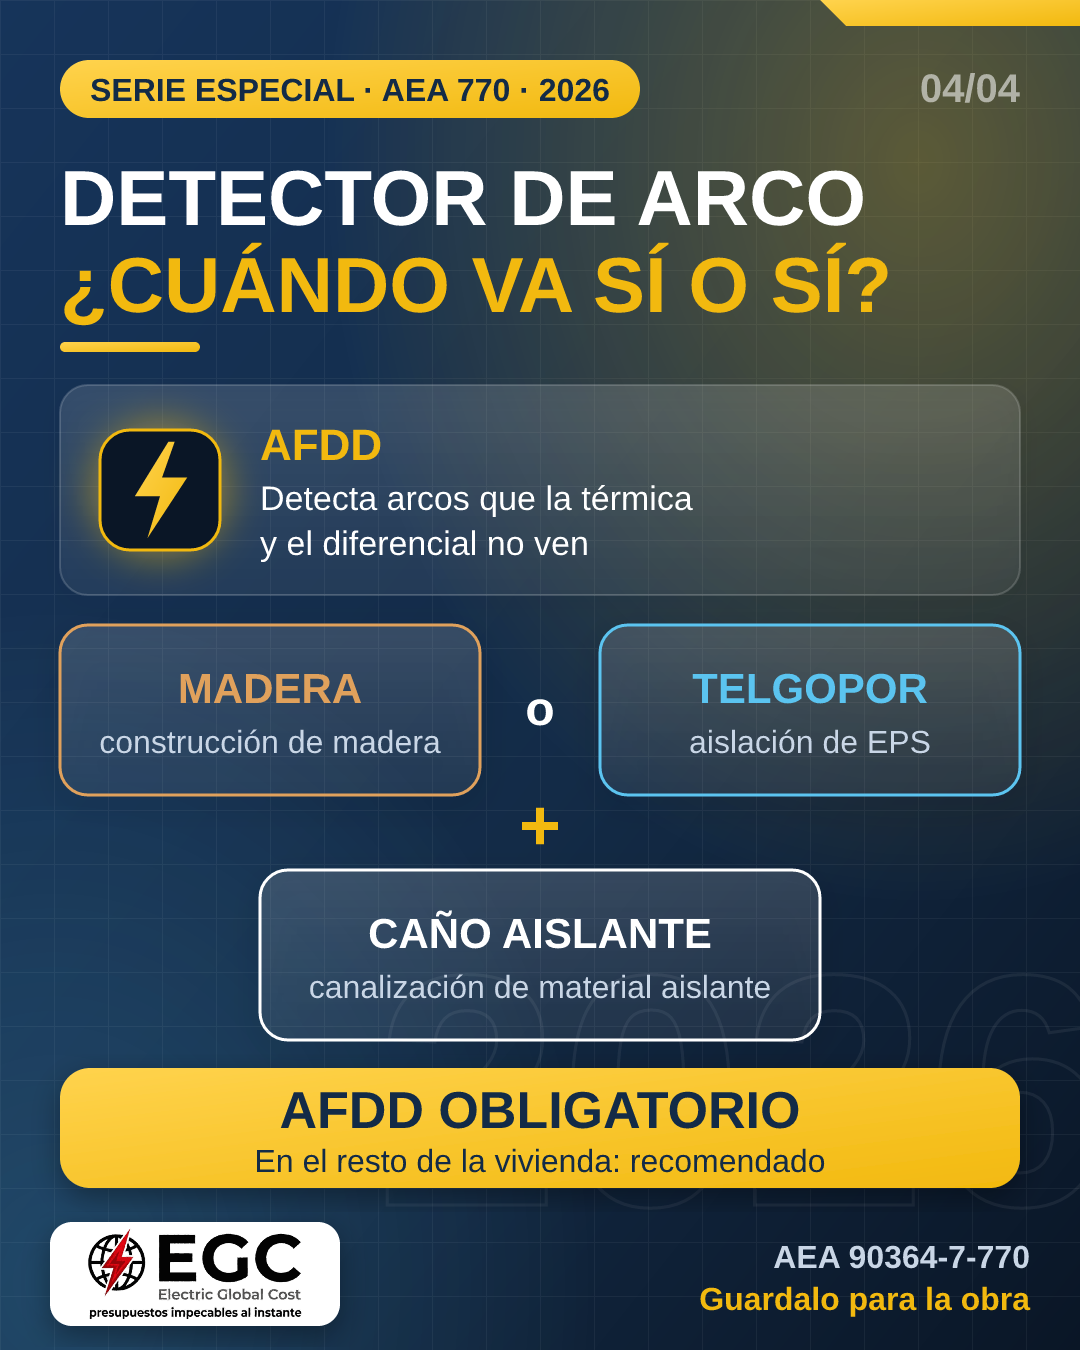 SERIE ESPECIAL · AEA 770 · 2026
04/04
DETECTOR DE ARCO
¿CUÁNDO VA SÍ O SÍ?
AFDD
Detecta arcos que la térmica
y el diferencial no ven
MADERA
construcción de madera
o
TELGOPOR
aislación de EPS
+
CAÑO AISLANTE
canalización de material aislante
2026
AFDD OBLIGATORIO
En el resto de la vivienda: recomendado
EGC
Electric Global Cost
presupuestos impecables al instante
AEA 90364-7-770
Guardalo para la obra